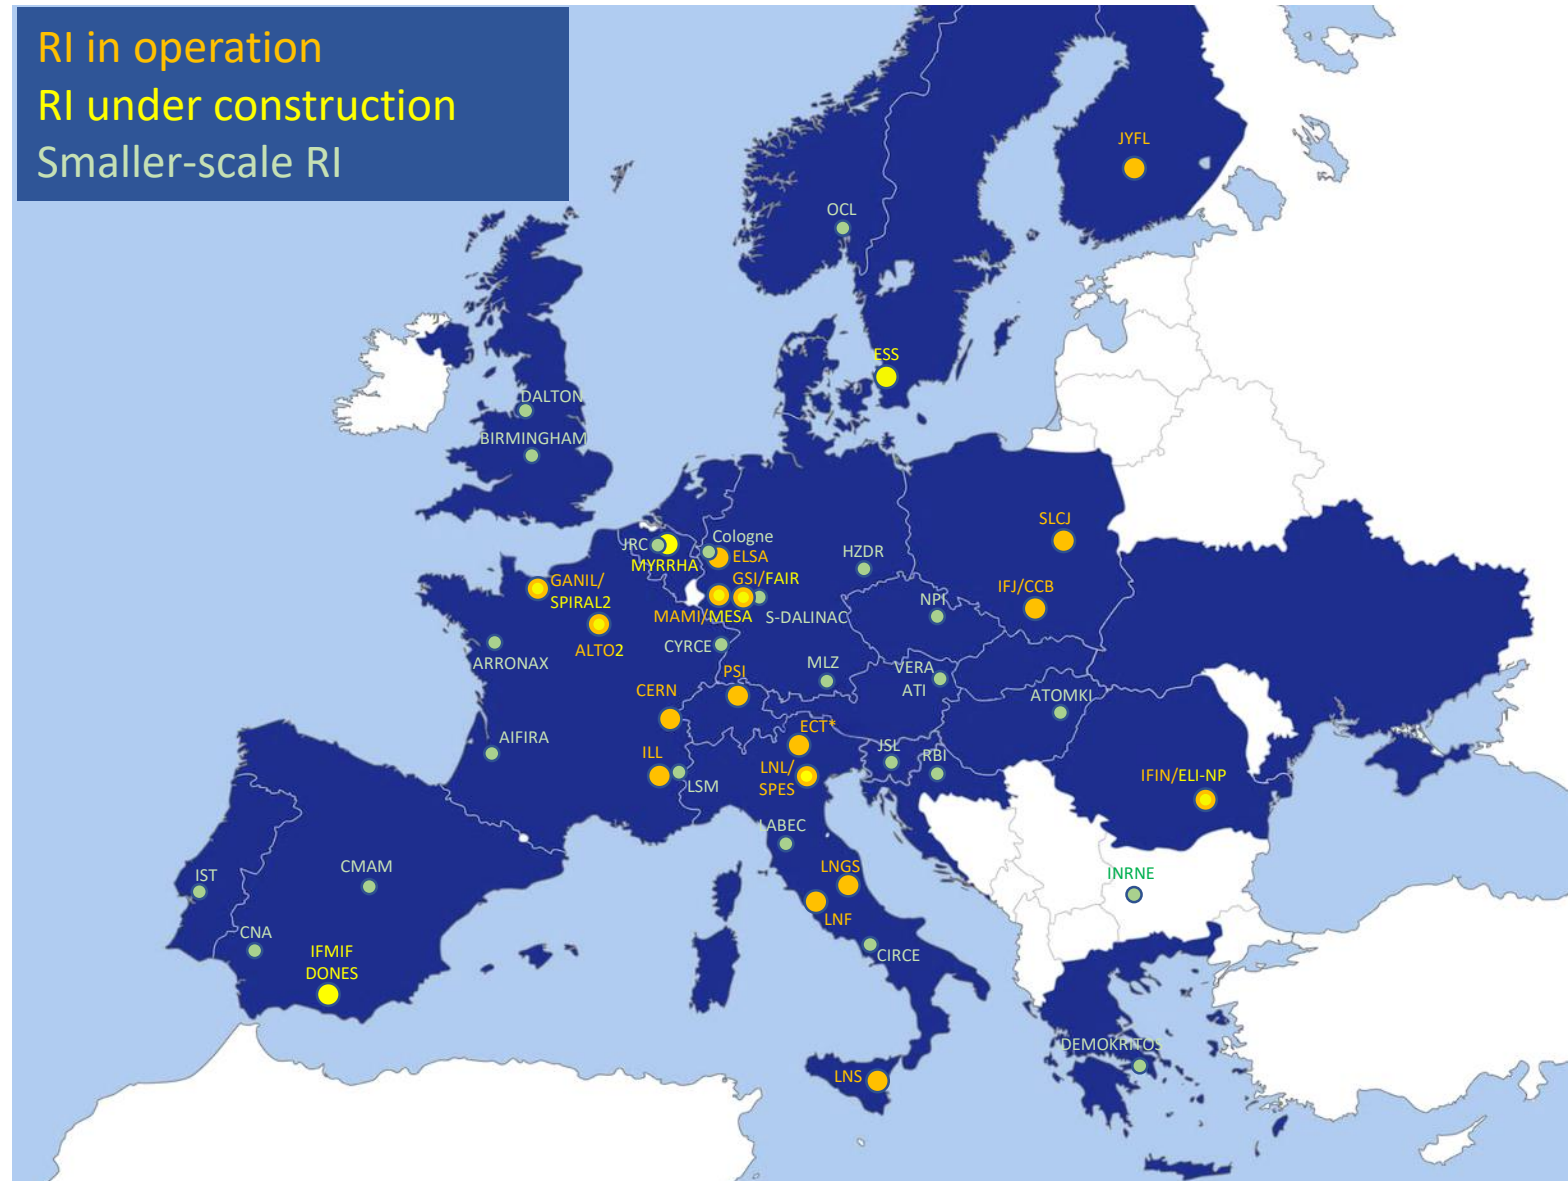 RI in operation
RI under construction
Smaller-scale RI
JYFL
OCL
ESS
DALTON
BIRMINGHAM
SLCJ
JRC
MYRRHA
Cologne
ELSA
HZDR
GSI/FAIR
GANIL/
SPIRAL2
MAMI/MESA
S-DALINAC
NPI
IFJ/CCB
ALTO2
ARRONAX
CYRCE
MLZ
VERA
ATI
PSI
CERN
ATOMKI
ECT*
AIFIRA
ILL
LSM
LNL/
SPES
JSL
RBI
IFIN/ELI-NP
LABEC
IST
CMAM
LNGS
LNF
INRNE
CNA
IFMIF
DONES
CIRCE
DEMOKRITOS
LNS